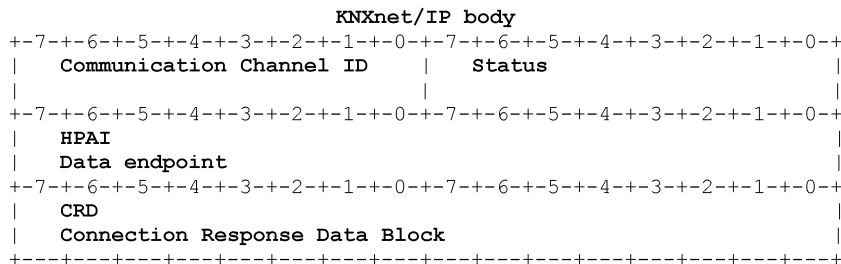 KNXnet/IP body
+-7-+-6-+-5-+-4-+-3-+-2-+-1-+-0-+-7-+-6-+-5-+-4-+-3-+-2-+-1-+-0-+
|   Communication Channel ID    |   Status                      |
|                               |                               |
+-7-+-6-+-5-+-4-+-3-+-2-+-1-+-0-+-7-+-6-+-5-+-4-+-3-+-2-+-1-+-0-+
|   HPAI                                                        |
|   Data endpoint                                               |
+-7-+-6-+-5-+-4-+-3-+-2-+-1-+-0-+-7-+-6-+-5-+-4-+-3-+-2-+-1-+-0-+
|   CRD                                                         |
|   Connection Response Data Block                              |
+---+---+---+---+---+---+---+---+---+---+---+---+---+---+---+---+